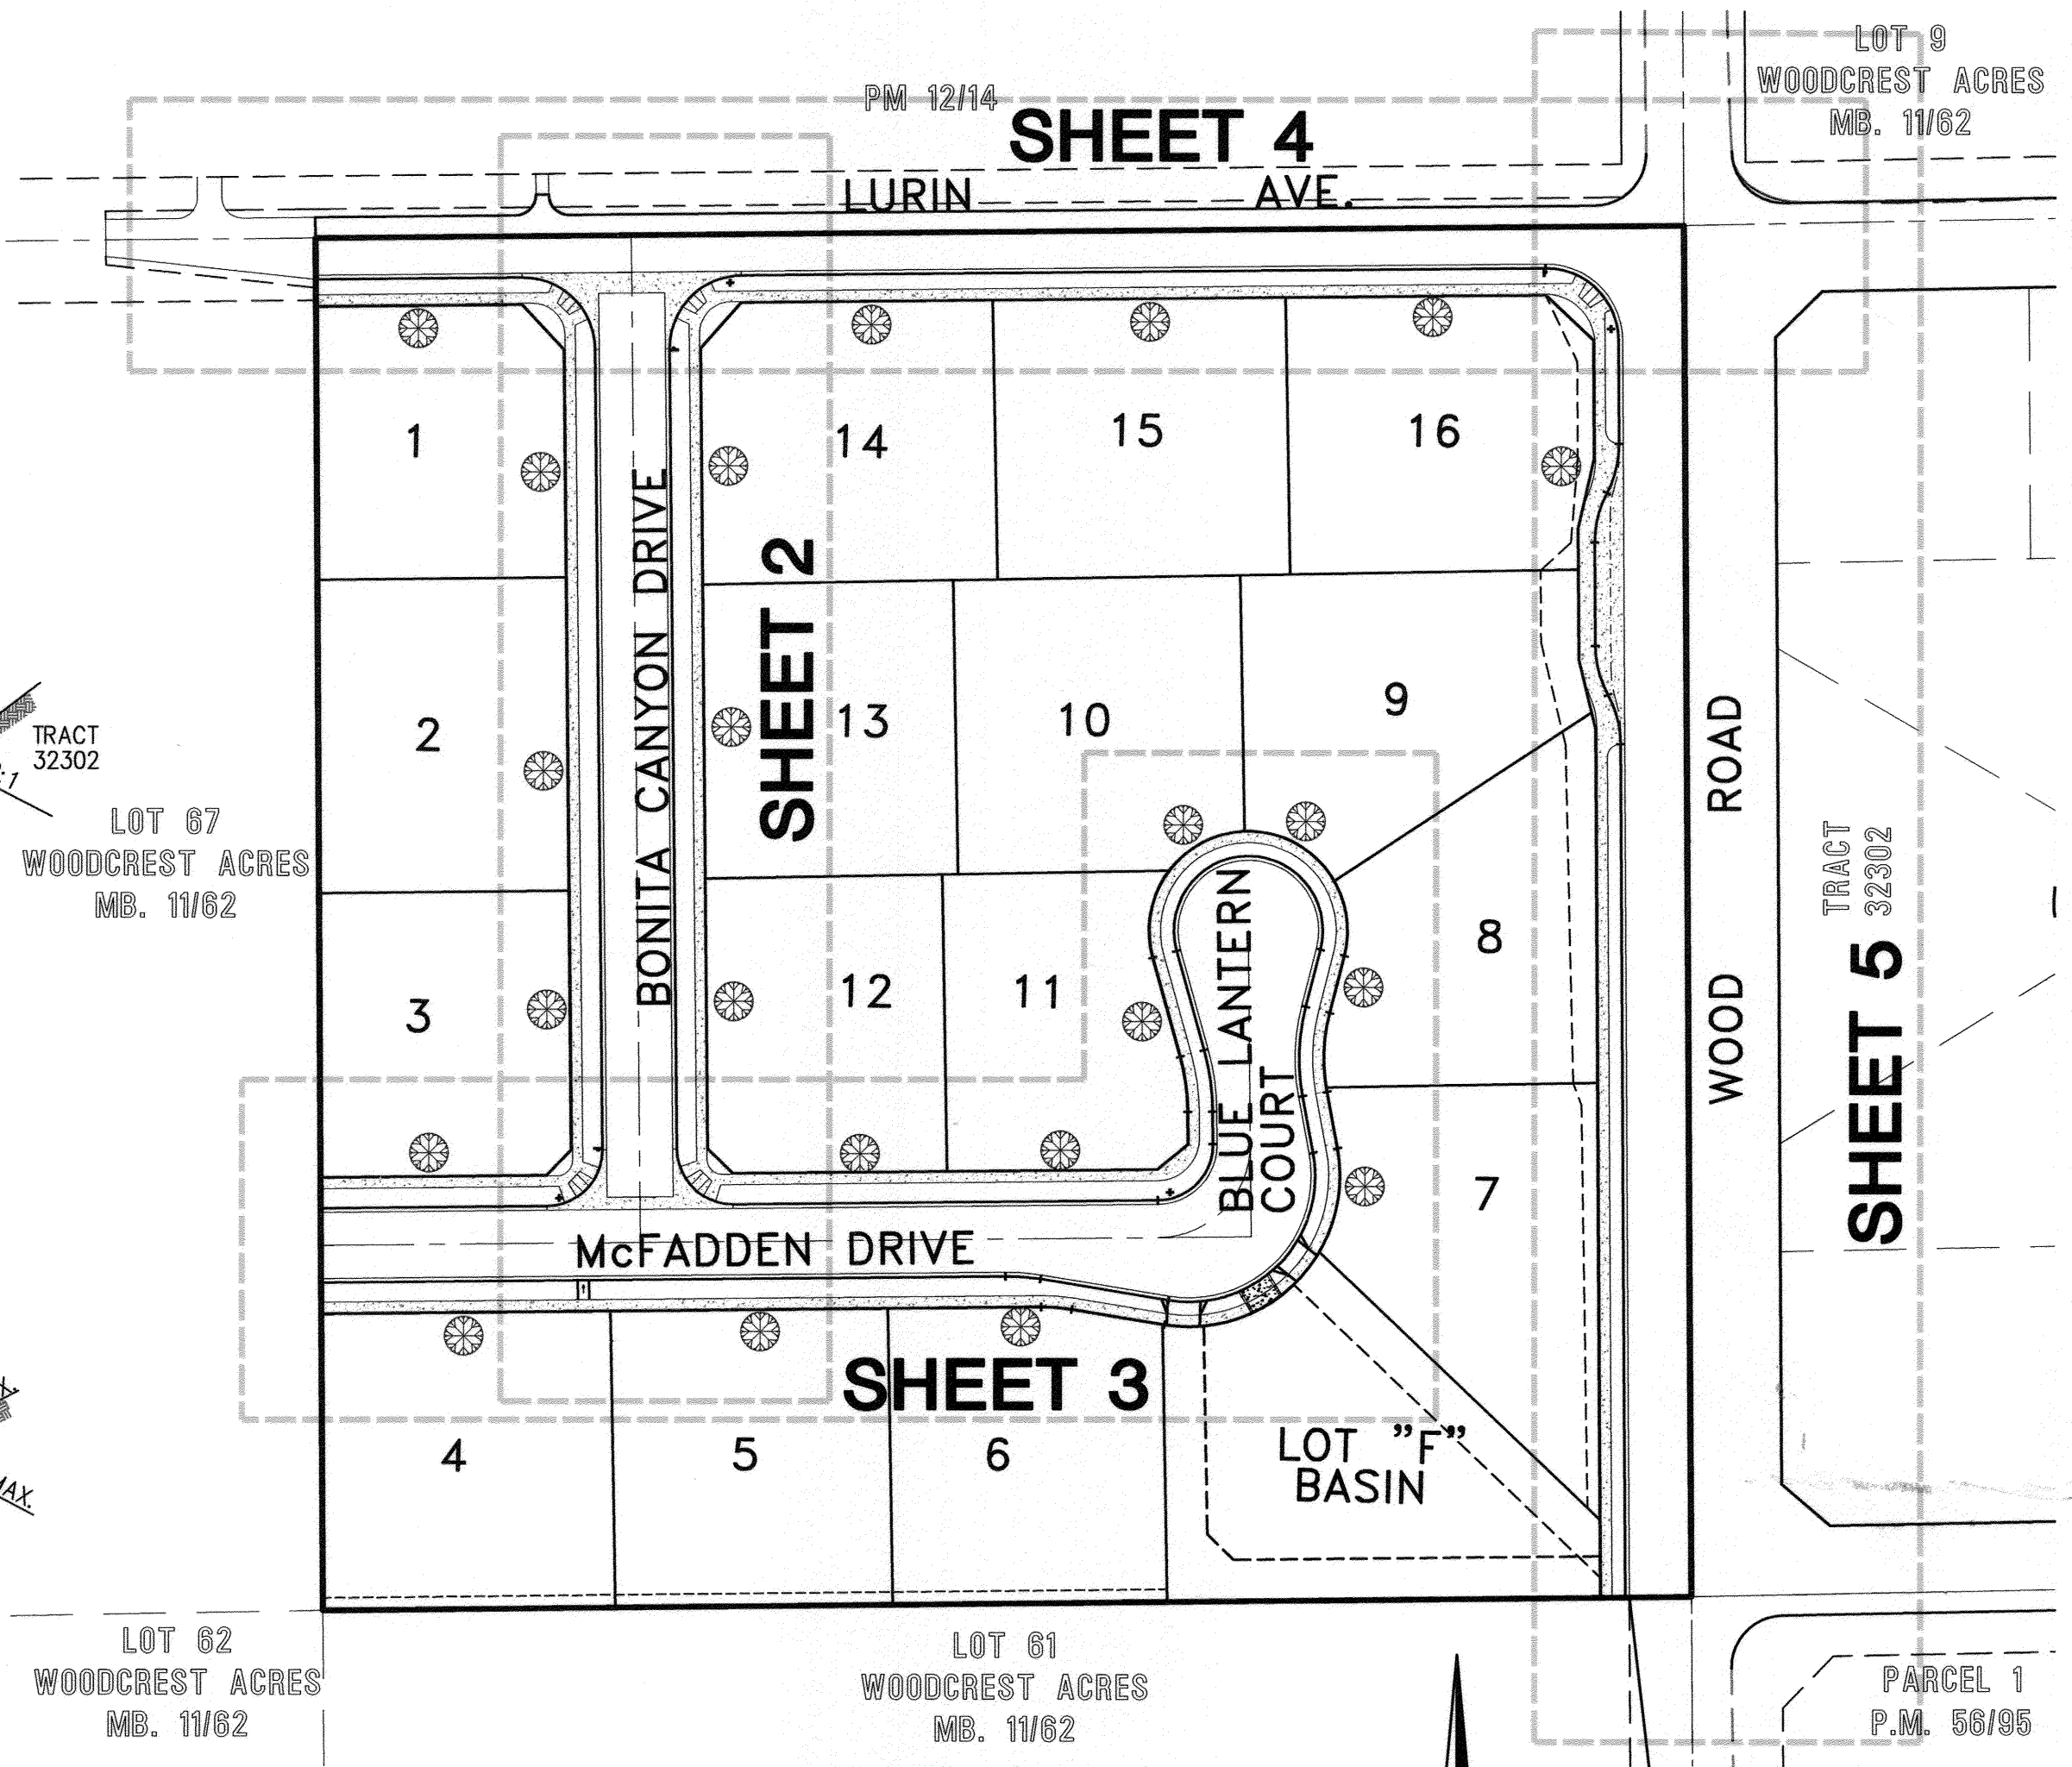 LOT 9
WOODCREST ACRES
MB. 11/62
PM 12/14
SHEET 4
LURIN AVE.
1
14
15
16
SHEET 2
BONITA CANYON DRIVE
2
13
10
9
TRACT
32302
LOT 67
WOODCREST ACRES
MB. 11/62
WOOD ROAD
TRACT
32302
SHEET 5
3
12
11
8
BLUE LANTERN
COURT
7
McFADDEN DRIVE
SHEET 3
4
5
6
LOT "F"
BASIN
MAX.
LOT 62
WOODCREST ACRES
MB. 11/62
LOT 61
WOODCREST ACRES
MB. 11/62
PARCEL 1
P.M. 56/95